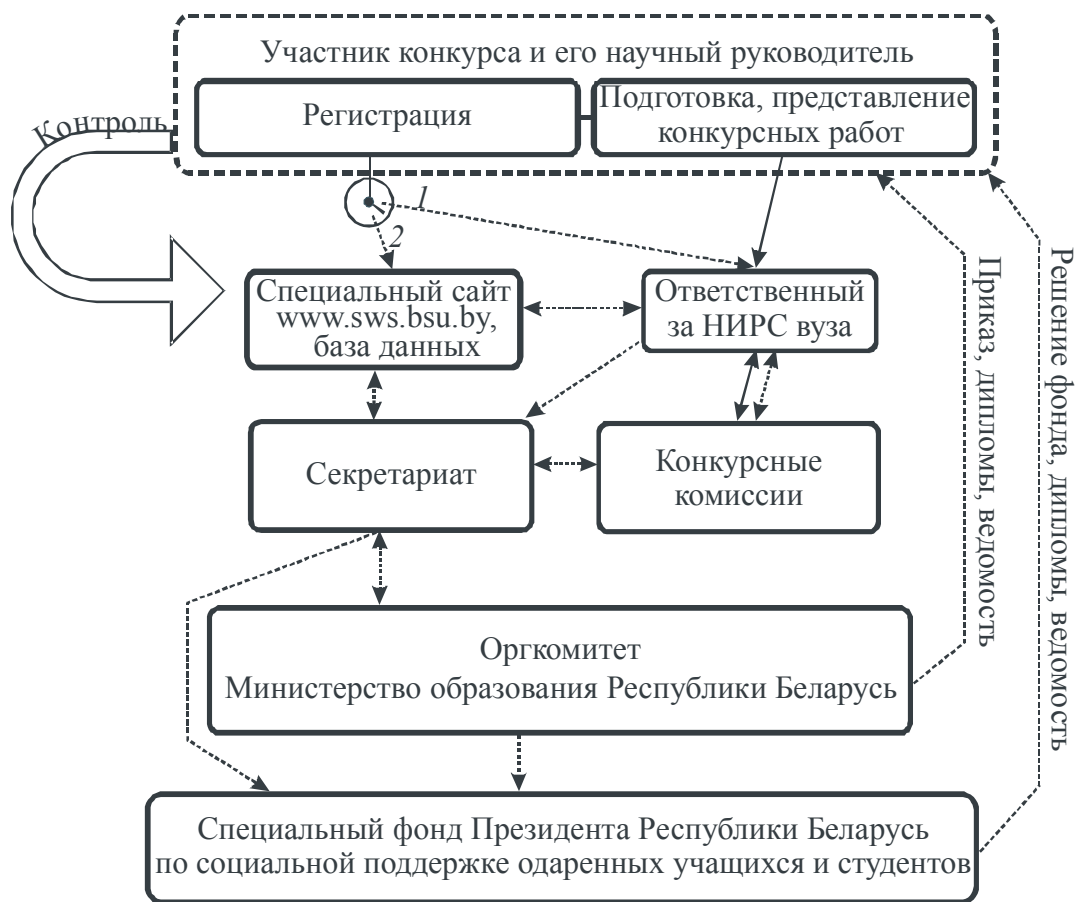 Участник конкурса и его научный руководитель
Регистрация
Подготовка, представление
конкурсных работ
Контроль
1
2
Специальный сайт
www.sws.bsu.by,
база данных
Ответственный
за НИРС вуза
Секретариат
Конкурсные
комиссии
Приказ, дипломы, ведомость
Решение фонда, дипломы, ведомость
Оргкомитет
Министерство образования Республики Беларусь
Специальный фонд Президента Республики Беларусь
по социальной поддержке одаренных учащихся и студентов